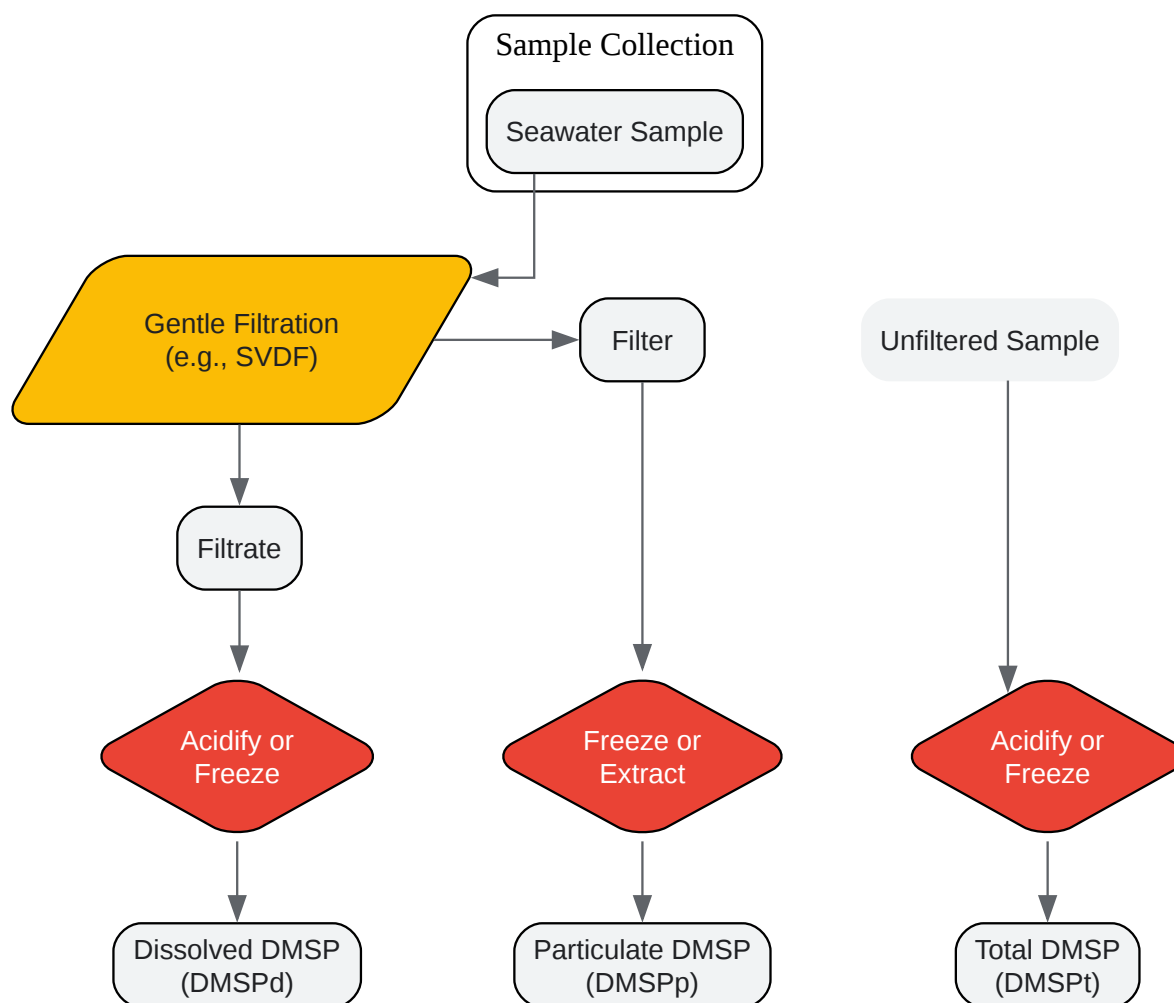 Sample Collection
Seawater Sample
Gentle Filtration
(e.g., SVDF)
Filter
Unfiltered Sample
Filtrate
Acidify or
Freeze
Freeze or
Extract
Acidify or
Freeze
Dissolved DMSP
(DMSPd)
Particulate DMSP
(DMSPp)
Total DMSP
(DMSPt)